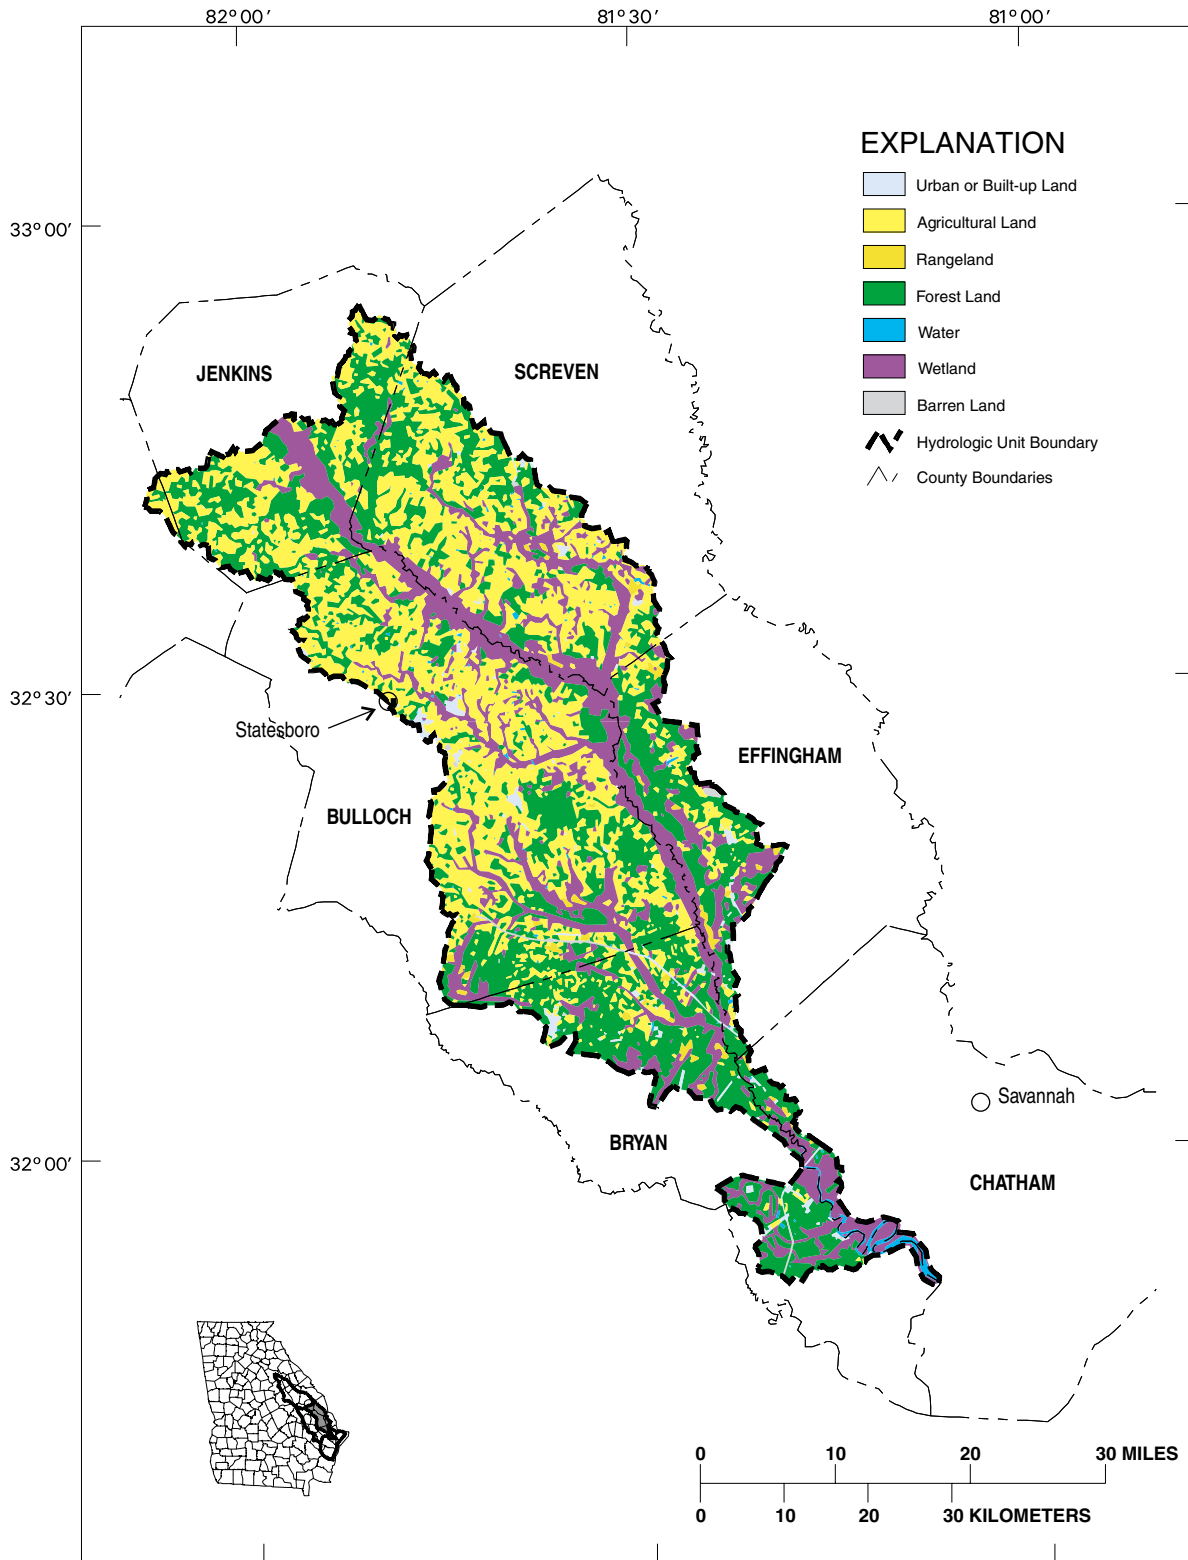 82° 00′ 81° 30′ 81° 00′
EXPLANATION
Urban or Built-up Land
Agricultural Land
Rangeland
Forest Land
Water
Wetland
Barren Land
Hydrologic Unit Boundary
County Boundaries
33° 00′
JENKINS
SCREVEN
32° 30′
Statesboro
EFFINGHAM
BULLOCH
Savannah
BRYAN
32° 00′
CHATHAM
0 10 20 30 MILES
0 10 20 30 KILOMETERS